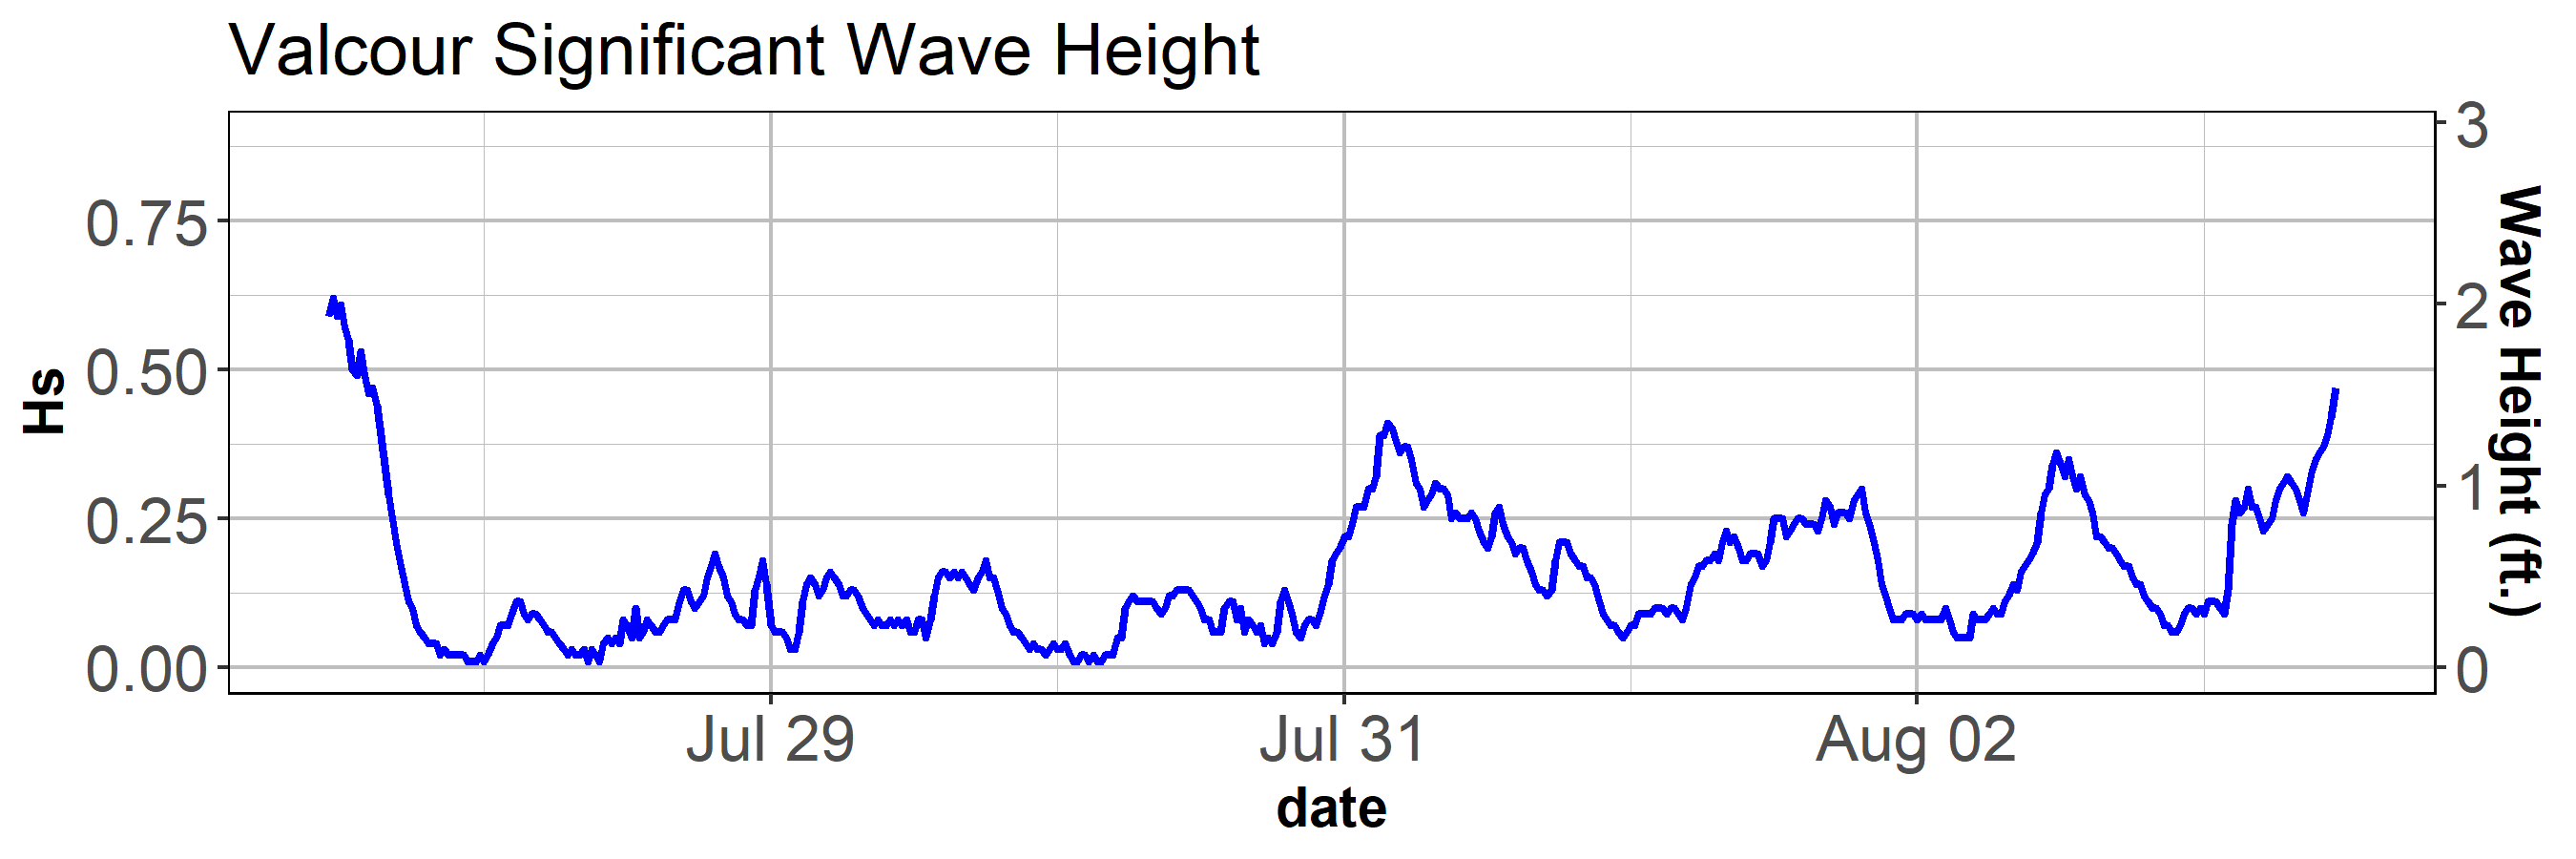 Valcour Significant Wave Height
3
0.75
2
0.50
1
0.25
0.00
0
Hs
Wave Height (ft.)
Jul 29
Jul 31
Aug 02
date